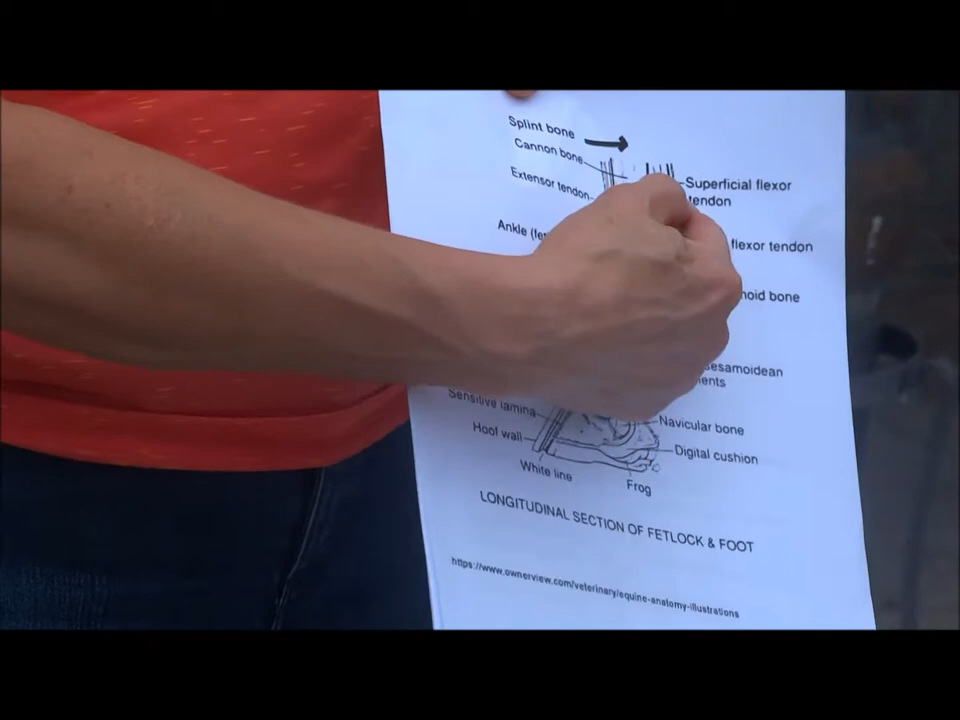 Splint bone
Cannon bone
Extensor tendon
Superficial flexor
tendon
Ankle
flexor tendon
bone
Sensitive lamina
Navicular bone
Hoof wall
Digital cushion
White line
Frog
LONGITUDINAL SECTION OF FETLOCK & FOOT
https://www.ownerview.com/veterinary/equine-anatomy-illustrations